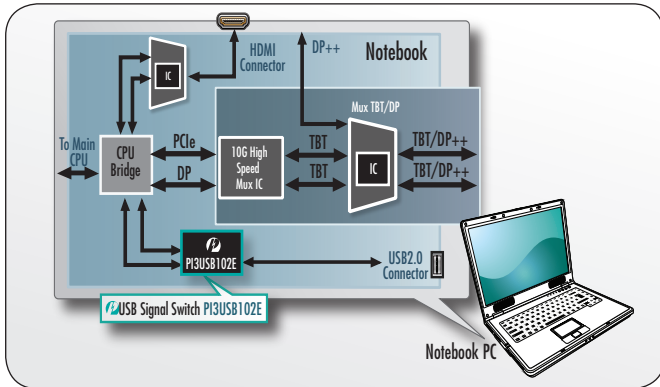 HDMI
Connector
DP++
Notebook
IC
Mux TBT/DP
To Main
CPU
CPU
Bridge
PCIe
DP
10G High
Speed
Mux IC
TBT
TBT
IC
TBT/DP++
TBT/DP++
PI3USB102E
USB2.0
Connector
USB Signal Switch PI3USB102E
Notebook PC